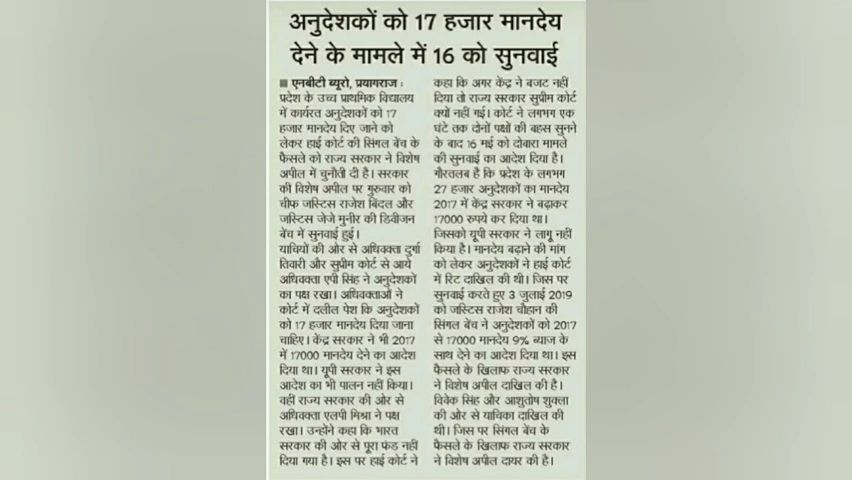 अनुदेशकों को 17 हजार मानदेय
देने के मामले में 16 को सुनवाई
■ एनबीटी ब्यूरो, प्रयागराज :
प्रदेश के उच्च प्राथमिक विद्यालय
में कार्यरत अनुदेशकों को 17
हजार मानदेय दिए जाने को
लेकर हाई कोर्ट की सिंगल बेंच के
फैसले को राज्य सरकार ने विशेष
अपील में चुनौती दी है। सरकार
की विशेष अपील पर गुरुवार को
चीफ जस्टिस राजेश बिंदल और
जस्टिस जेजे मुनीर की डिवीजन
बेंच में सुनवाई हुई।
याचियों की ओर से अधिवक्ता दुर्गा
तिवारी और सुप्रीम कोर्ट से आये
अधिवक्ता एपी सिंह ने अनुदेशकों
का पक्ष रखा। अधिवक्ताओं ने
कोर्ट में दलील पेश कि अनुदेशकों
को 17 हजार मानदेय दिया जाना
चाहिए। केंद्र सरकार ने भी 2017
में 17000 मानदेय देने का आदेश
दिया था। यूपी सरकार ने इस
आदेश का भी पालन नहीं किया।
वहीं राज्य सरकार की ओर से
अधिवक्ता एलपी मिश्रा ने पक्ष
रखा। उन्होंने कहा कि भारत
सरकार की ओर से पूरा फंड नहीं
दिया गया है। इस पर हाई कोर्ट ने
कहा कि अगर केंद्र ने बजट नहीं
दिया तो राज्य सरकार सुप्रीम कोर्ट
क्यों नहीं गई। कोर्ट ने लगभग एक
घंटे तक दोनों पक्षों की बहस सुनने
के बाद 16 मई को दोबारा मामले
की सुनवाई का आदेश दिया है।
गौरतलब है कि प्रदेश के लगभग
27 हजार अनुदेशकों का मानदेय
2017 में केंद्र सरकार ने बढ़ाकर
17000 रुपये कर दिया था।
जिसको यूपी सरकार ने लागू नहीं
किया है। मानदेय बढ़ाने की मांग
को लेकर अनुदेशकों ने हाई कोर्ट
में रिट दाखिल की थी। जिस पर
सुनवाई करते हुए 3 जुलाई 2019
को जस्टिस राजेश चौहान की
सिंगल बेंच ने अनुदेशकों को 2017
से 17000 मानदेय 9% ब्याज के
साथ देने का आदेश दिया था। इस
फैसले के खिलाफ राज्य सरकार
ने विशेष अपील दाखिल की है।
विवेक सिंह और आशुतोष शुक्ला
की ओर से याचिका दाखिल की
थी। जिस पर सिंगल बेंच के
फैसले के खिलाफ राज्य सरकार
ने विशेष अपील दायर की है।